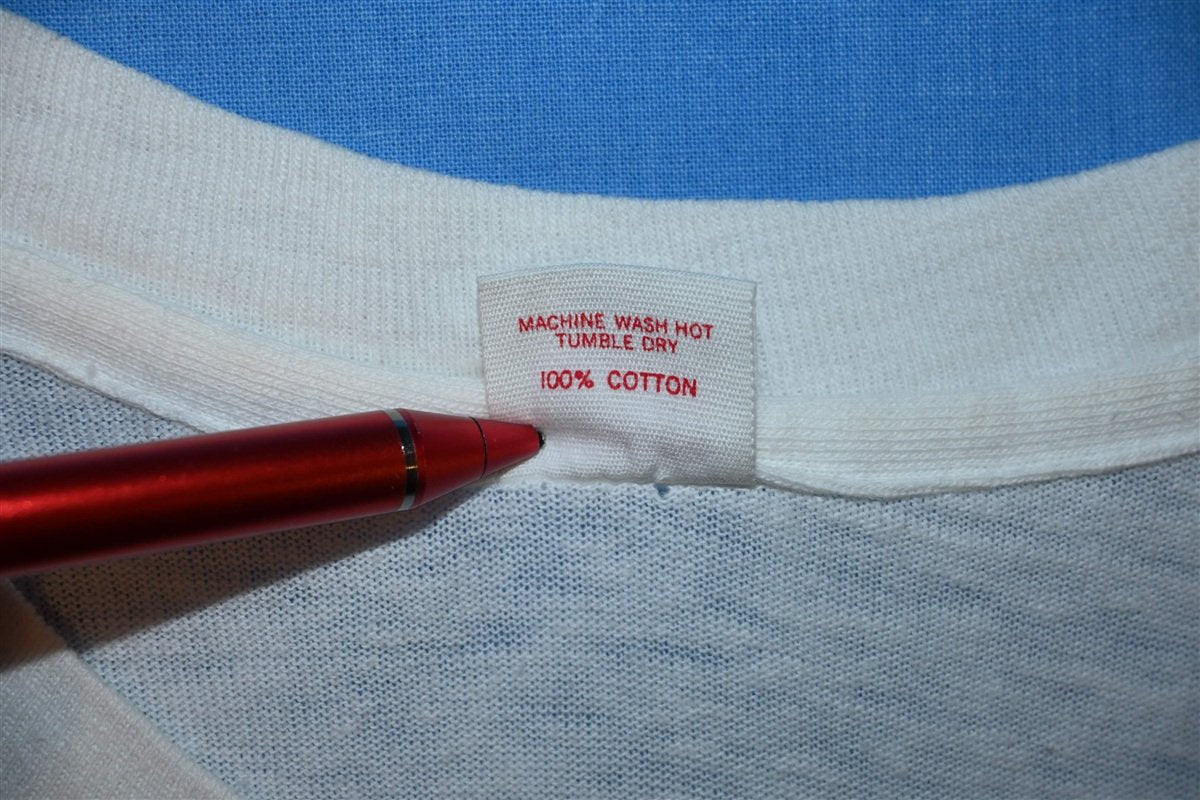 MACHINE WASH HOT
TUMBLE DRY
100% COTTON